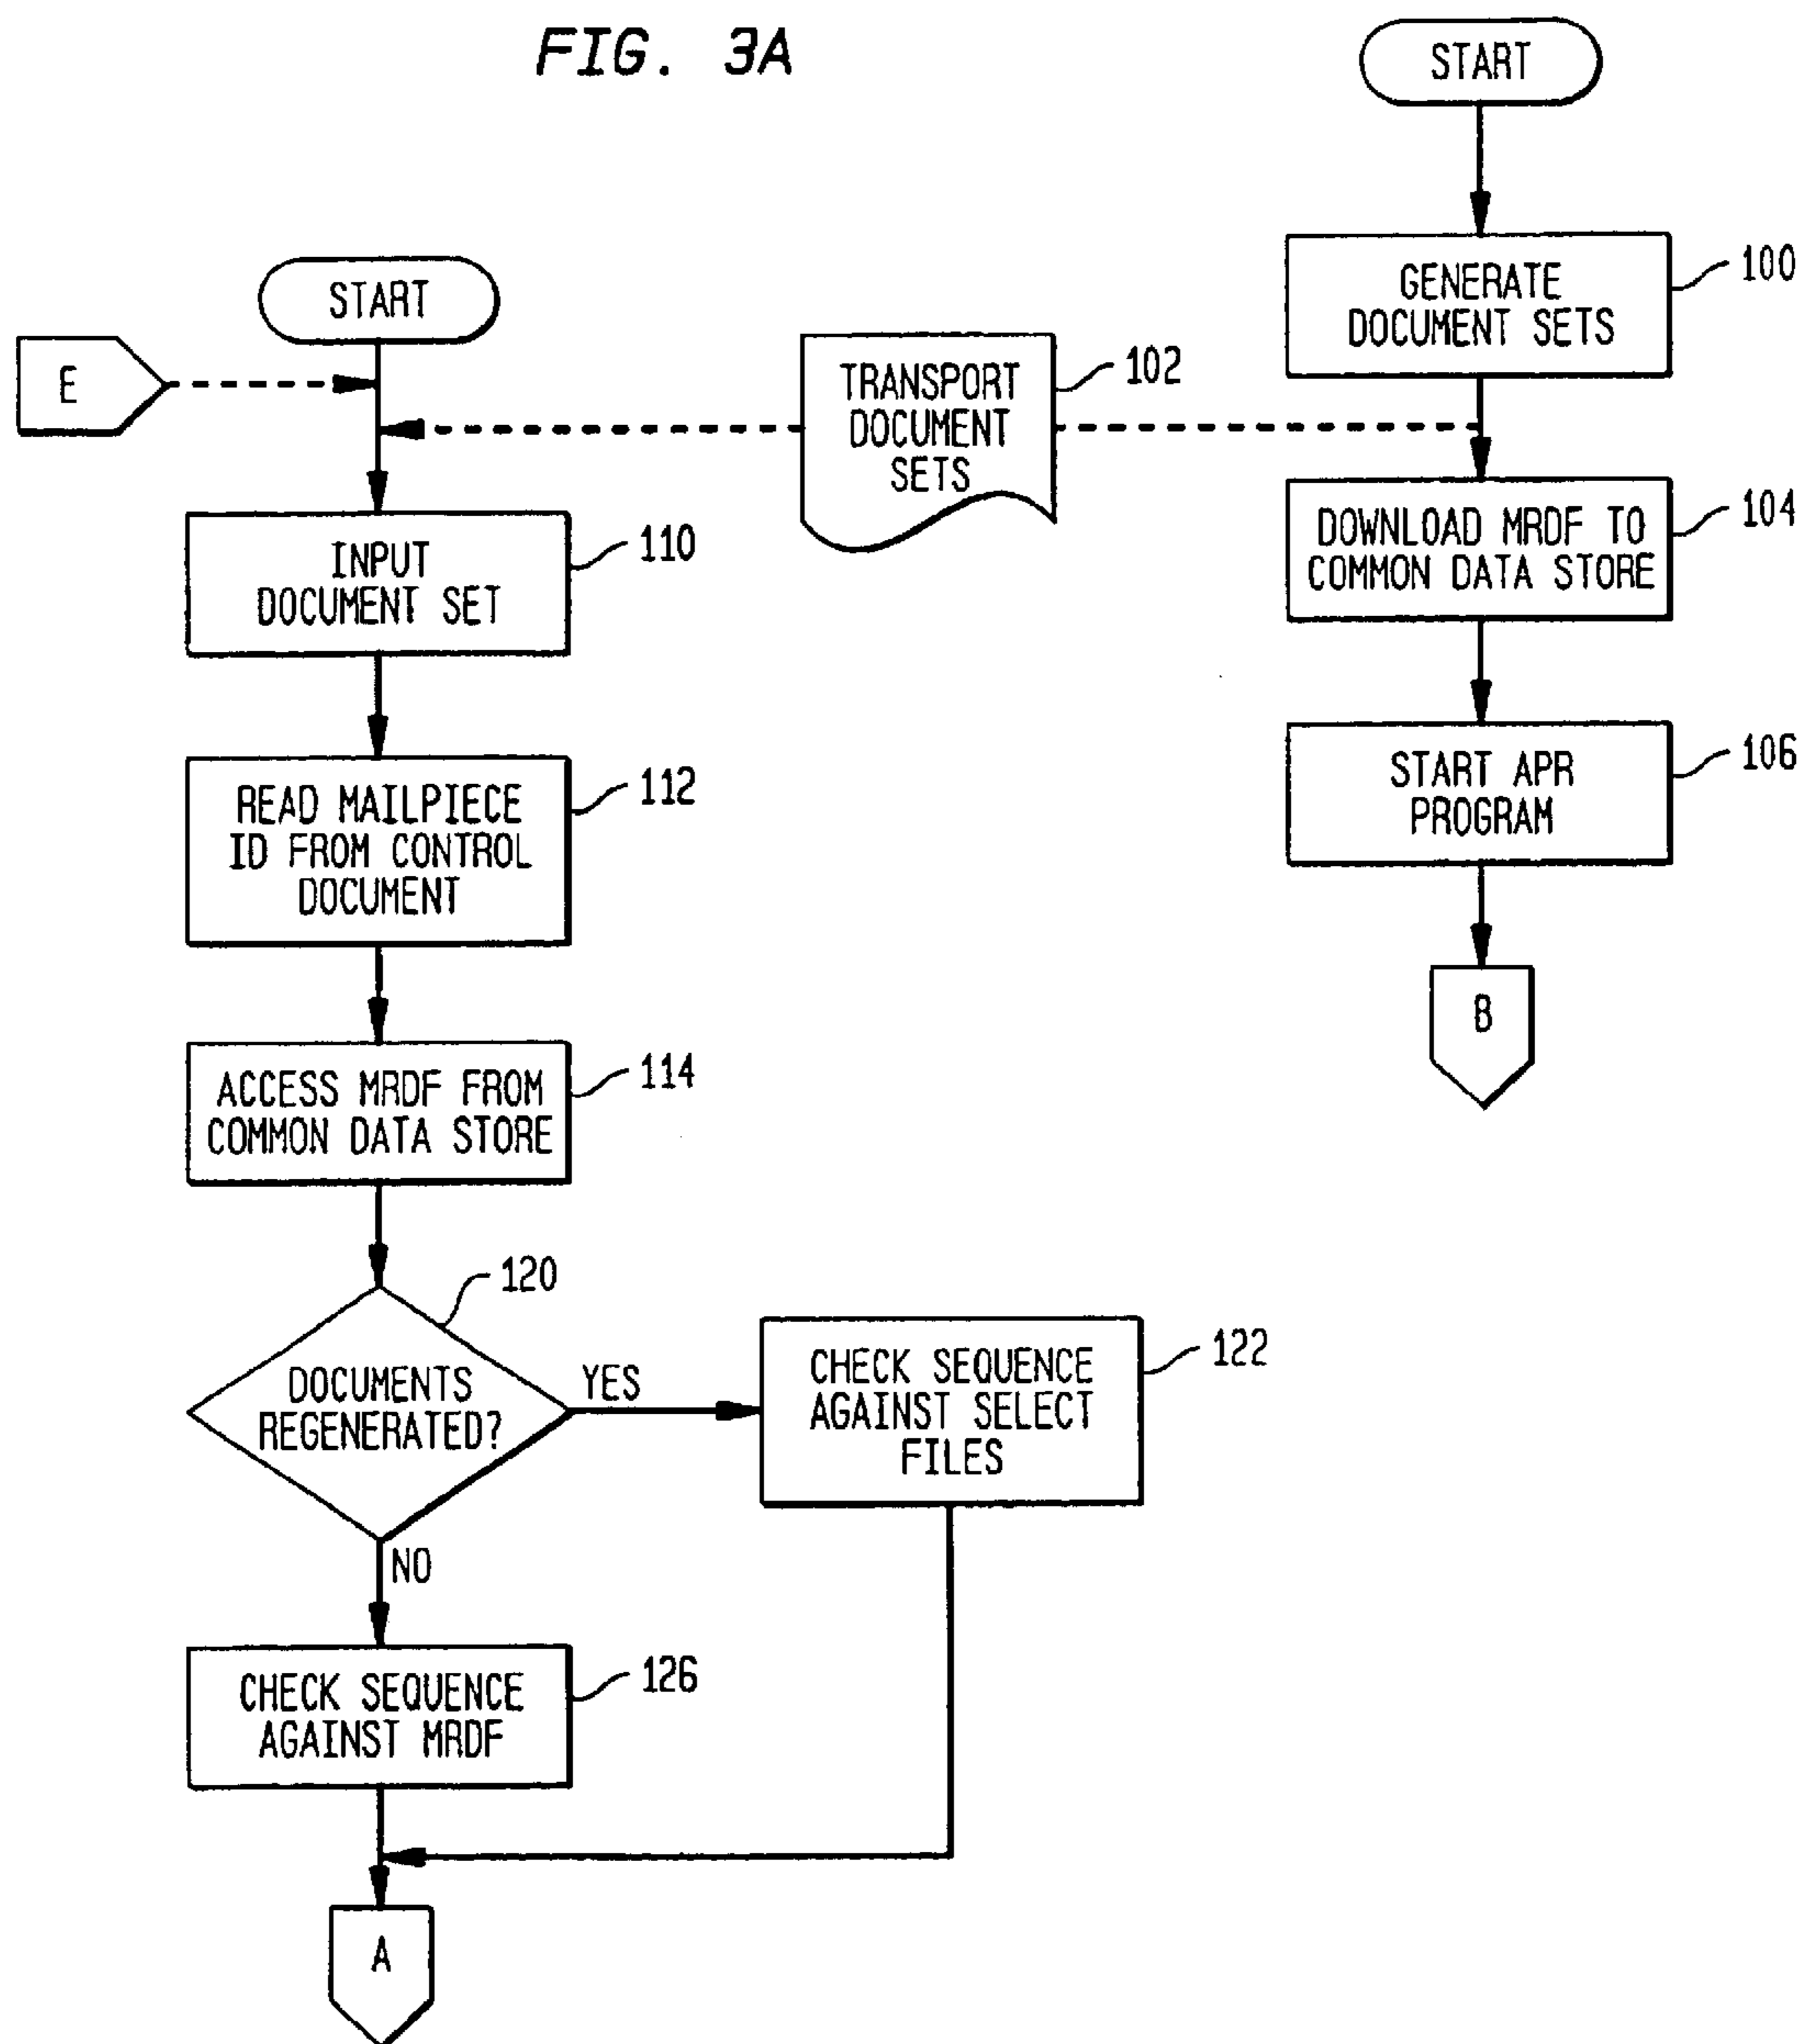 FIG. 3A
START
GENERATE
DOCUMENT SETS
100
START
E
TRANSPORT
DOCUMENT
SETS
102
DOWNLOAD MRDF TO
COMMON DATA STORE
104
INPUT
DOCUMENT SET
110
START APR
PROGRAM
106
READ MAILPIECE
ID FROM CONTROL
DOCUMENT
112
B
ACCESS MRDF FROM
COMMON DATA STORE
114
120
DOCUMENTS
REGENERATED?
YES
NO
CHECK SEQUENCE
AGAINST SELECT
FILES
122
CHECK SEQUENCE
AGAINST MRDF
126
A